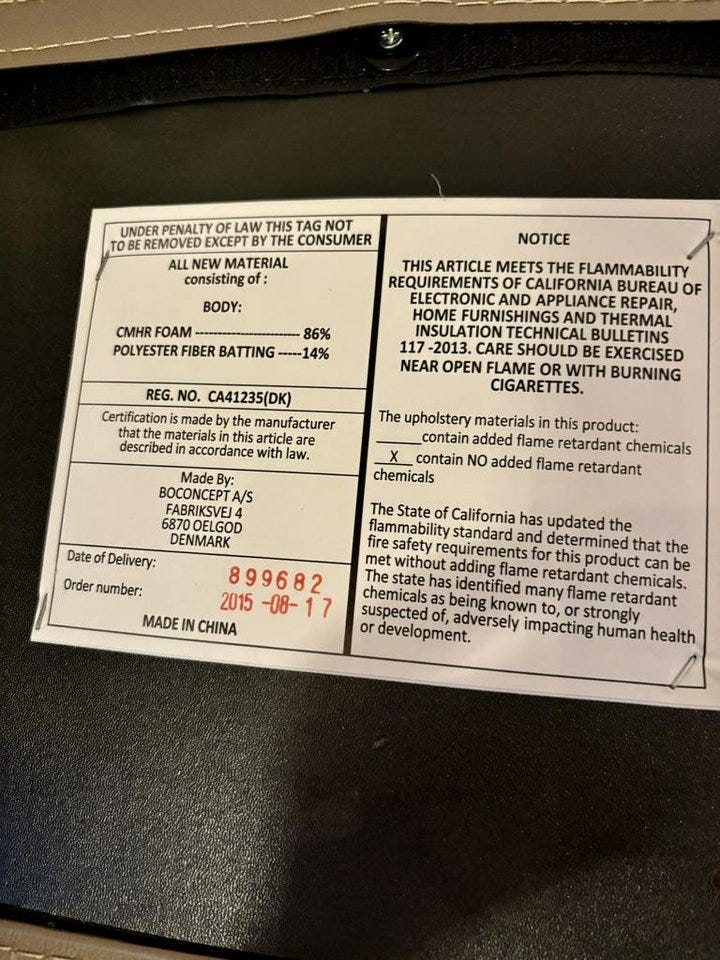 UNDER PENALTY OF LAW THIS TAG NOT
TO BE REMOVED EXCEPT BY THE CONSUMER
ALL NEW MATERIAL
consisting of :
BODY:
CMHR FOAM ------------------------ 86%
POLYESTER FIBER BATTING -----14%
REG. NO. CA41235(DK)
Certification is made by the manufacturer
that the materials in this article are
described in accordance with law.
Made By:
BOCONCEPT A/S
FABRIKSVEJ 4
6870 OELGOD
DENMARK
Date of Delivery:
899682
Order number:
2015 -08- 17
MADE IN CHINA
NOTICE
THIS ARTICLE MEETS THE FLAMMABILITY
REQUIREMENTS OF CALIFORNIA BUREAU OF
ELECTRONIC AND APPLIANCE REPAIR,
HOME FURNISHINGS AND THERMAL
INSULATION TECHNICAL BULLETINS
117 -2013. CARE SHOULD BE EXERCISED
NEAR OPEN FLAME OR WITH BURNING
CIGARETTES.
The upholstery materials in this product:
______contain added flame retardant chemicals
__X__ contain NO added flame retardant
chemicals
The State of California has updated the
flammability standard and determined that the
fire safety requirements for this product can be
met without adding flame retardant chemicals.
The state has identified many flame retardant
chemicals as being known to, or strongly
suspected of, adversely impacting human health
or development.